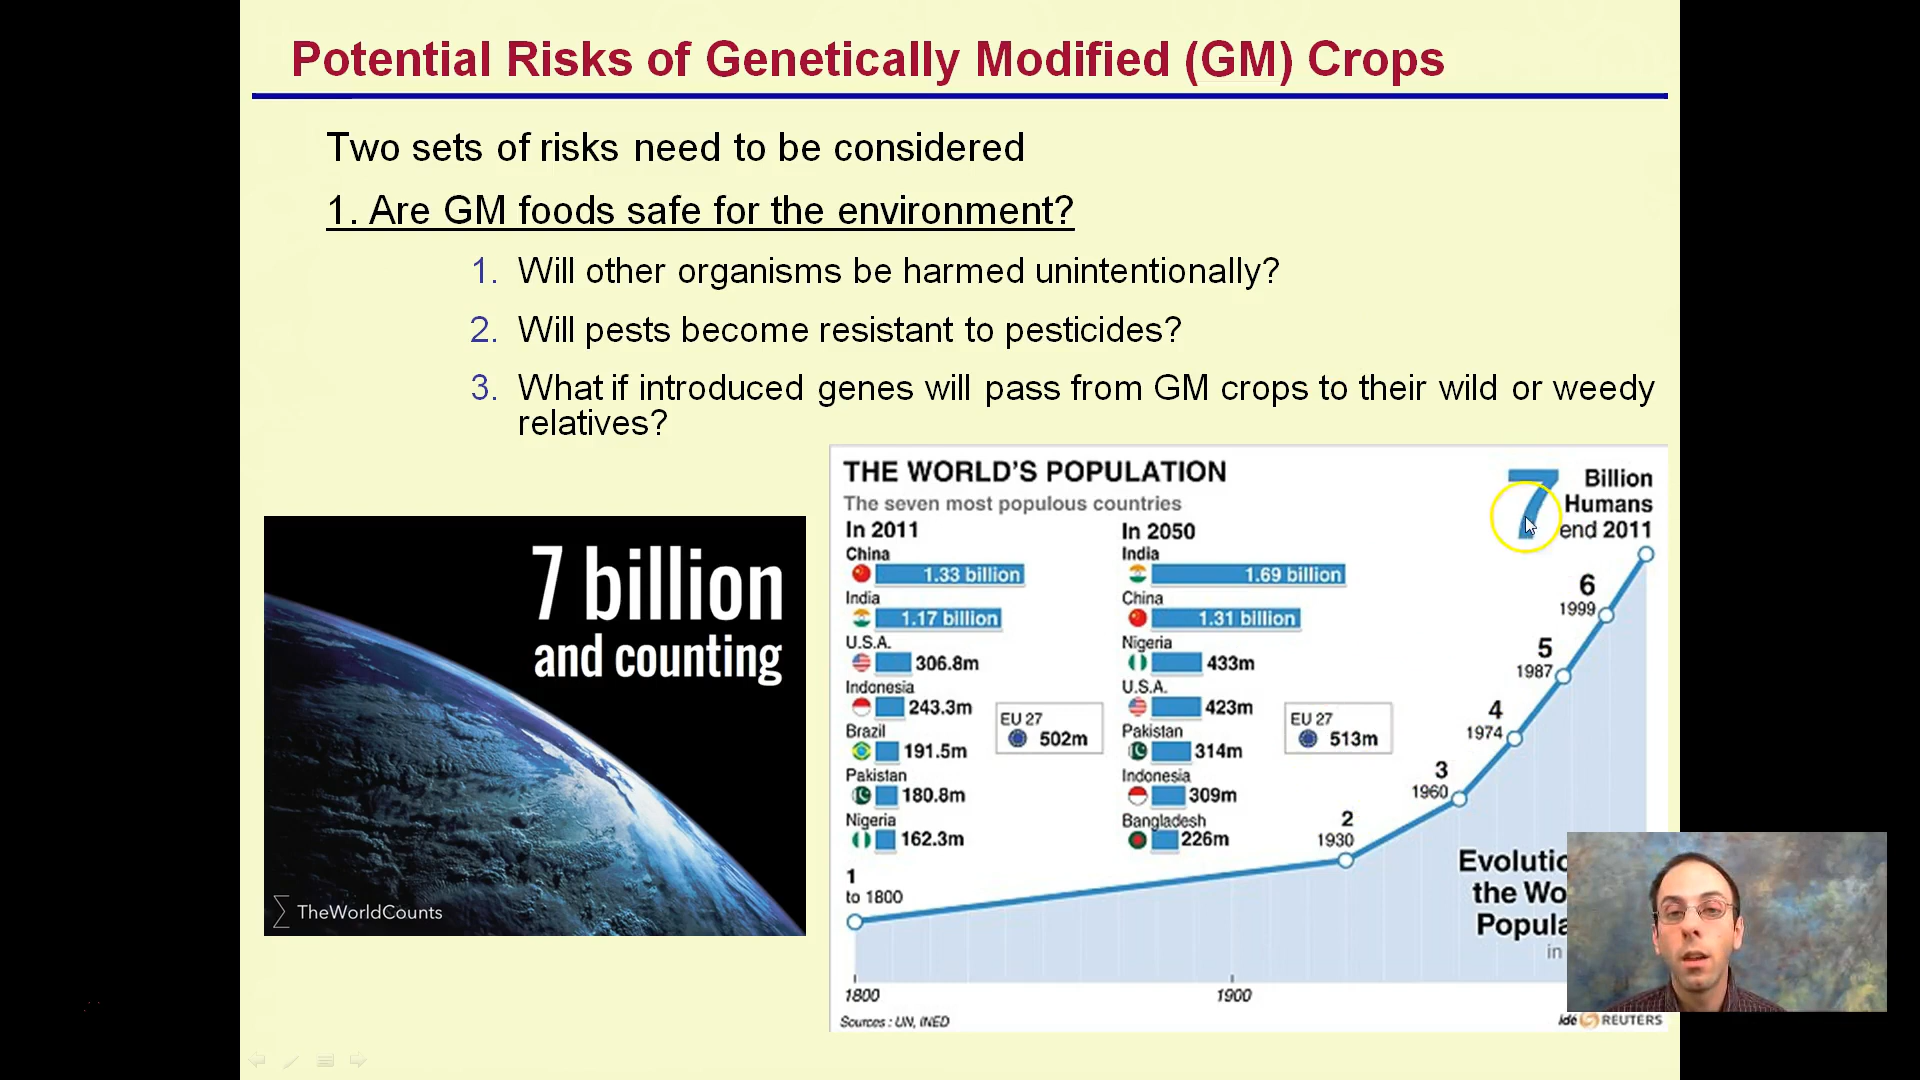 Potential Risks of Genetically Modified (GM) Crops
Two sets of risks need to be considered
1. Are GM foods safe for the environment?
1. Will other organisms be harmed unintentionally?
2. Will pests become resistant to pesticides?
3. What if introduced genes will pass from GM crops to their wild or weedy
relatives?
7 billion
and counting
TheWorldCounts
THE WORLD'S POPULATION
The seven most populous countries
In 2011
China
1.33 billion
India
1.17 billion
U.S.A.
306.8m
Indonesia
243.3m
Brazil
191.5m
Pakistan
180.8m
Nigeria
162.3m
EU 27
502m
In 2050
India
1.69 billion
China
1.31 billion
Nigeria
433m
U.S.A.
423m
Pakistan
314m
Indonesia
309m
Bangladesh
226m
EU 27
513m
7 Billion
Humans
end 2011
6
1999
5
1987
4
1974
3
1960
2
1930
1
to 1800
the
in
1800
1900
Sources : UN, INED
idé REUTERS